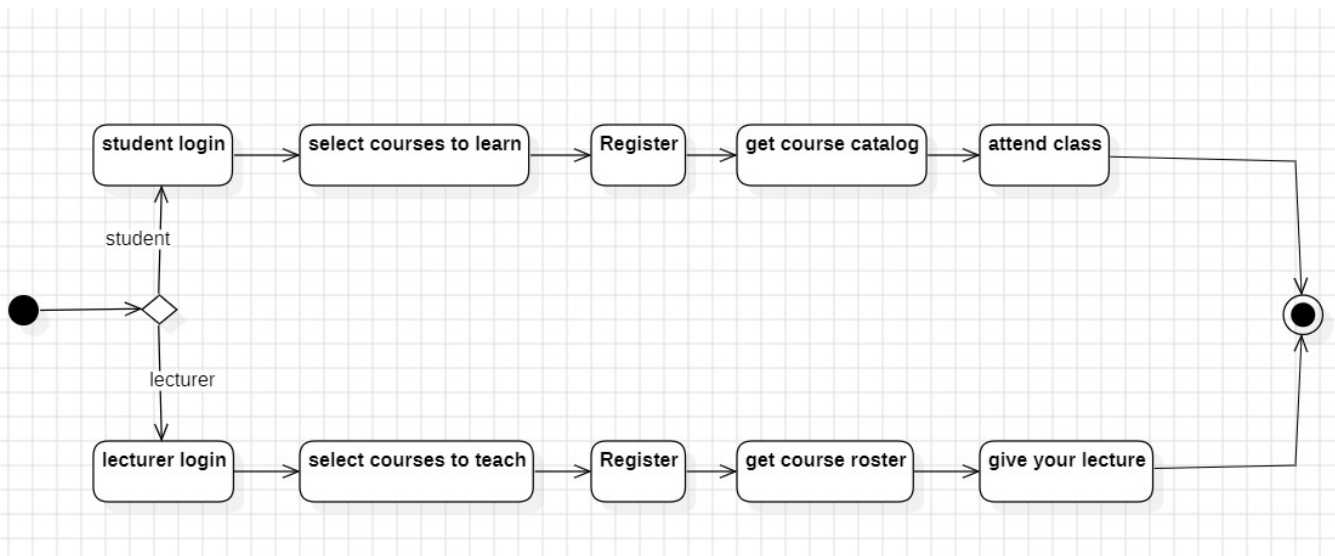 student login
select courses to learn
Register
get course catalog
attend class
student
lecturer
lecturer login
select courses to teach
Register
get course roster
give your lecture